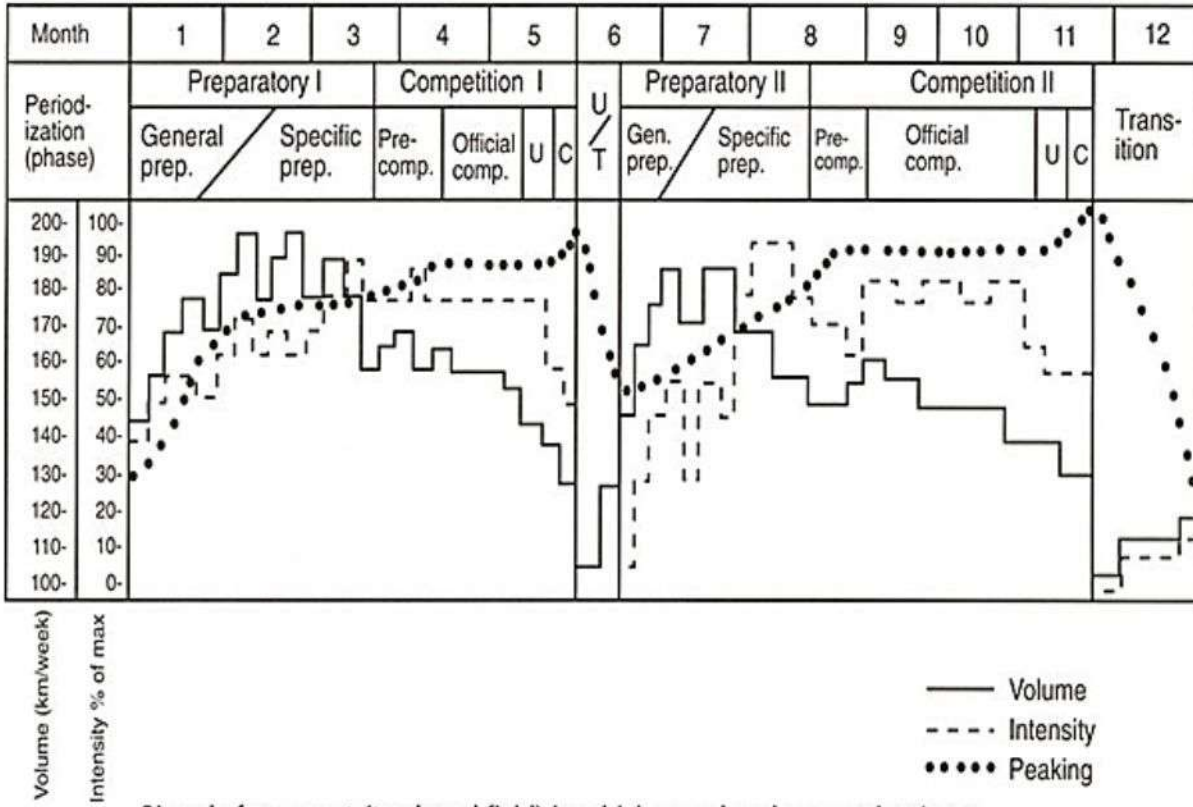 Month 1 2 3 4 5 6 7 8 9 10 11 12
Period-
ization
(phase)
Preparatory I Competition I
U
/
T
Preparatory II Competition II
Trans-
ition
General
prep.
Specific
prep.
Pre-
comp.
Official
comp.
U C
Gen.
prep.
Specific
prep.
Pre-
comp.
Official
comp.
U C
200- 100-
190- 90-
180- 80-
170- 70-
160- 60-
150- 50-
140- 40-
130- 30-
120- 20-
110- 10-
100- 0-
Volume (km/week)
Intensity % of max
Volume
Intensity
Peaking